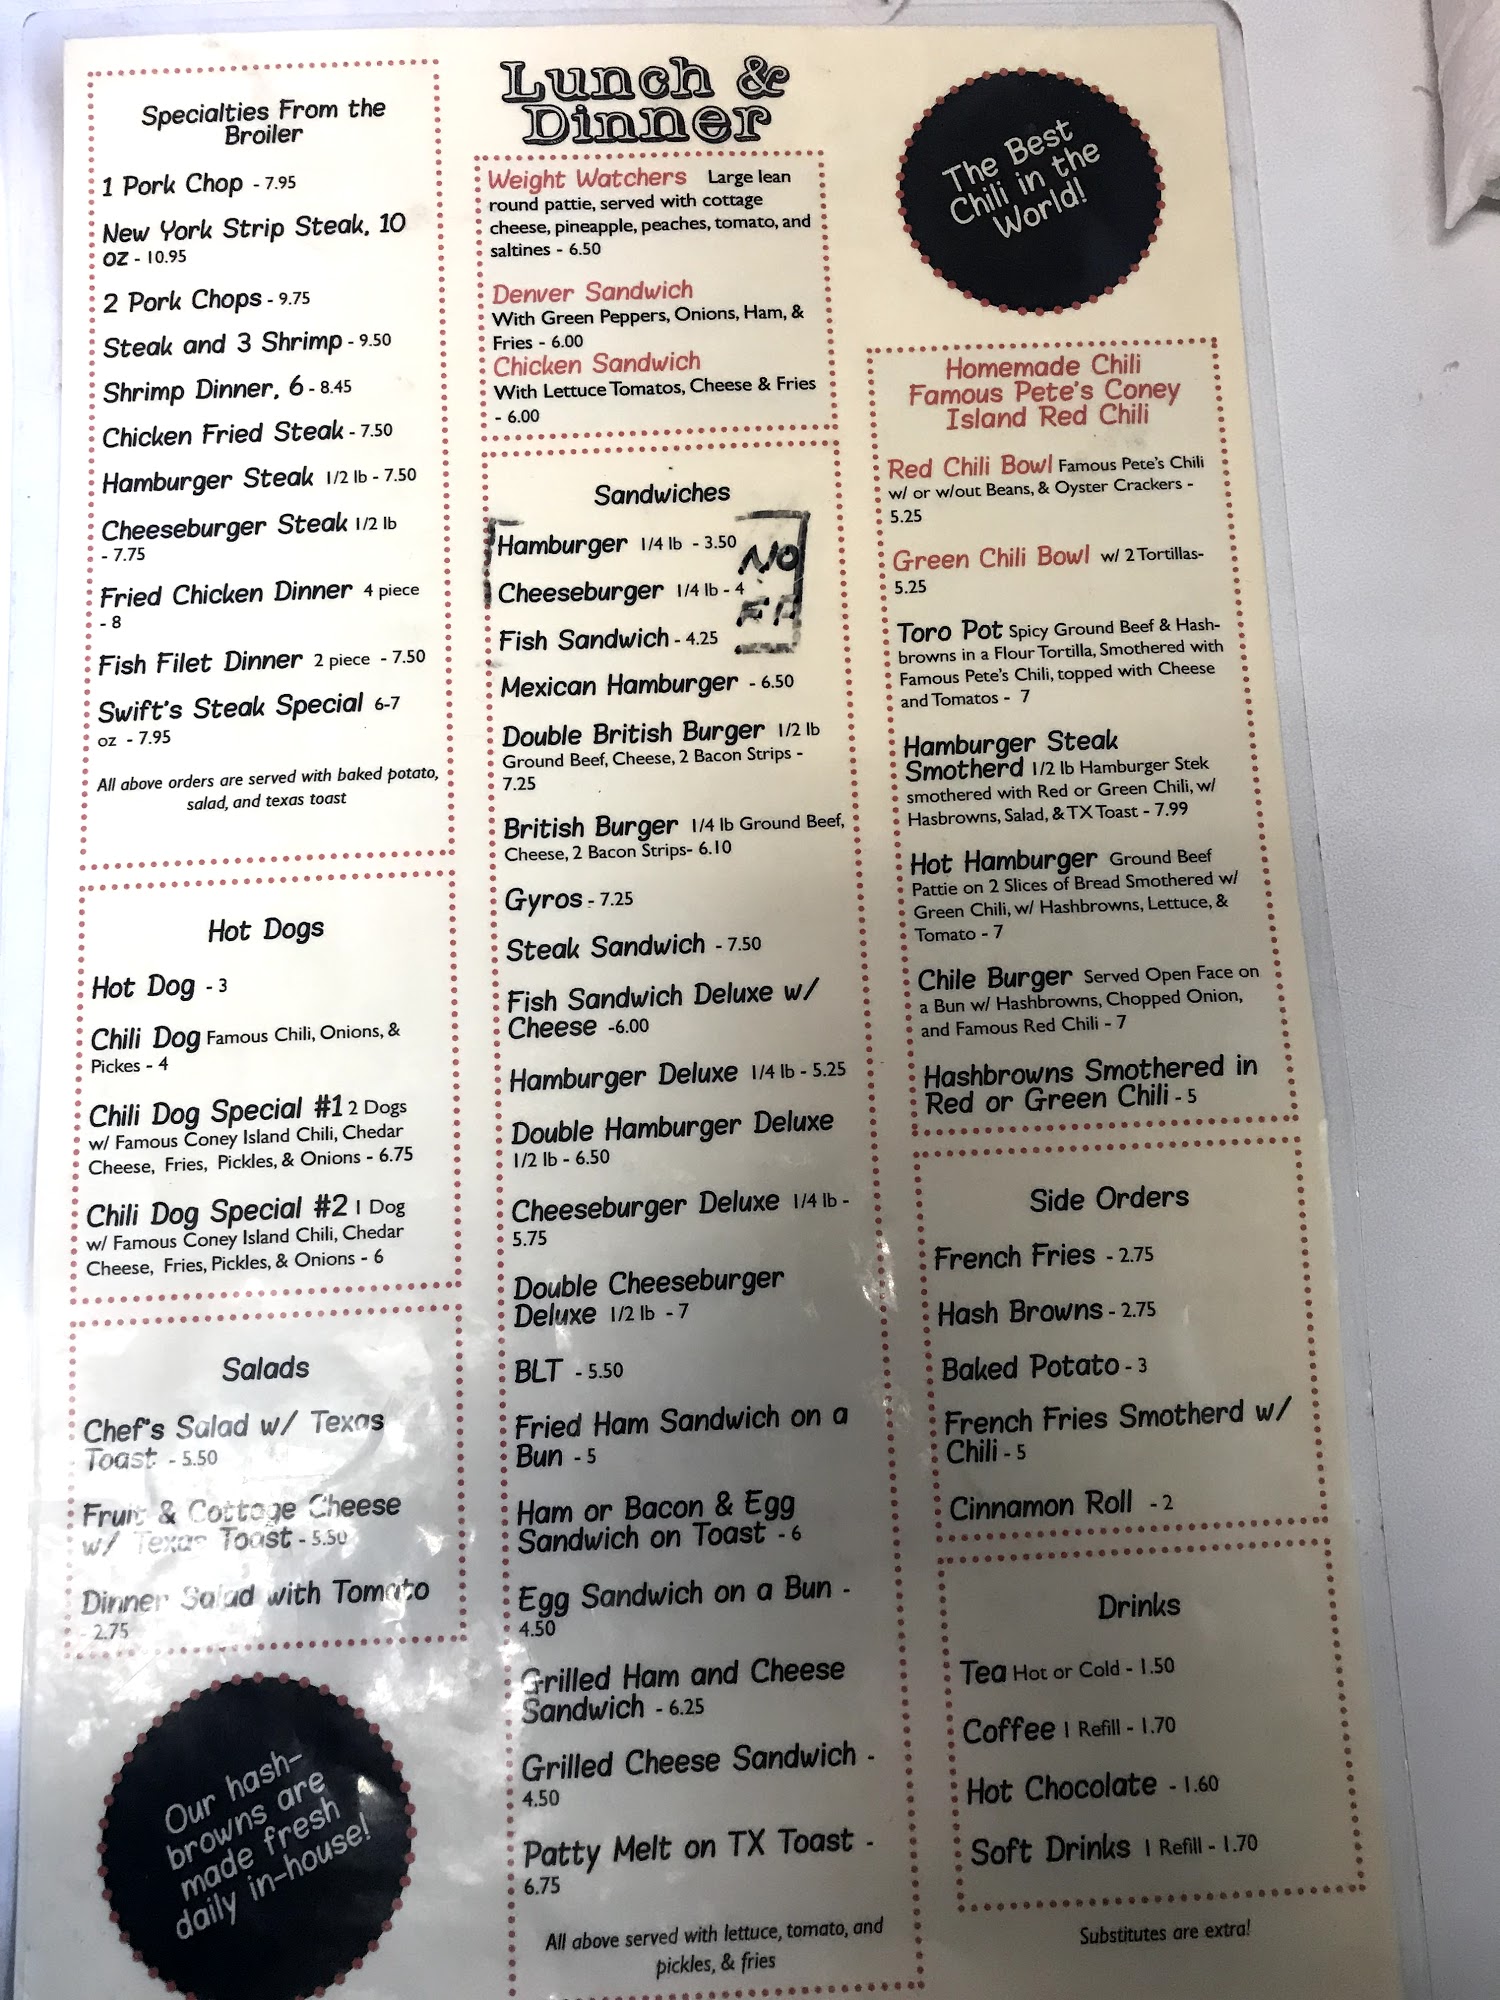 Specialties From the
Broiler
1 Pork Chop - 7.95
New York Strip Steak, 10
oz - 10.95
2 Pork Chops - 9.75
Steak and 3 Shrimp - 9.50
Shrimp Dinner, 6 - 8.45
Chicken Fried Steak - 7.50
Hamburger Steak 1/2 lb - 7.50
Cheeseburger Steak 1/2 lb
- 7.75
Fried Chicken Dinner 4 piece
- 8
Fish Filet Dinner 2 piece - 7.50
Swift's Steak Special 6-7
oz - 7.95
All above orders are served with baked potato,
salad, and texas toast
Hot Dogs
Hot Dog - 3
Chili Dog Famous Chili, Onions, &
Pickes - 4
Chili Dog Special #1 2 Dogs
w/ Famous Coney Island Chili, Chedar
Cheese, Fries, Pickles, & Onions - 6.75
Chili Dog Special #2 1 Dog
w/ Famous Coney Island Chili, Chedar
Cheese, Fries, Pickles, & Onions - 6
Salads
Chef's Salad w/ Texas
Toast - 5.50
Fruit & Cottage Cheese
w/ Texas Toast - 5.50
Dinner Salad with Tomato
- 2.75
Our hash-
browns are
made fresh
daily in-house!
Lunch &
Dinner
Weight Watchers Large lean
round pattie, served with cottage
cheese, pineapple, peaches, tomato, and
saltines - 6.50
Denver Sandwich
With Green Peppers, Onions, Ham, &
Fries - 6.00
Chicken Sandwich
With Lettuce Tomatos, Cheese & Fries
- 6.00
Sandwiches
Hamburger 1/4 lb - 3.50
NO
Cheeseburger 1/4 lb - 4
Fish Sandwich - 4.25
Mexican Hamburger - 6.50
Double British Burger 1/2 lb
Ground Beef, Cheese, 2 Bacon Strips -
7.25
British Burger 1/4 lb Ground Beef,
Cheese, 2 Bacon Strips- 6.10
Gyros - 7.25
Steak Sandwich - 7.50
Fish Sandwich Deluxe w/
Cheese -6.00
Hamburger Deluxe 1/4 lb - 5.25
Double Hamburger Deluxe
1/2 lb - 6.50
Cheeseburger Deluxe 1/4 lb -
5.75
Double Cheeseburger
Deluxe 1/2 lb - 7
BLT - 5.50
Fried Ham Sandwich on a
Bun - 5
Ham or Bacon & Egg
Sandwich on Toast - 6
Egg Sandwich on a Bun -
4.50
Grilled Ham and Cheese
Sandwich - 6.25
Grilled Cheese Sandwich -
4.50
Patty Melt on TX Toast -
6.75
All above served with lettuce, tomato, and
pickles, & fries
The Best
Chili in the
World!
Homemade Chili
Famous Pete's Coney
Island Red Chili
Red Chili Bowl Famous Pete's Chili
w/ or w/out Beans, & Oyster Crackers -
5.25
Green Chili Bowl w/ 2 Tortillas-
5.25
Toro Pot Spicy Ground Beef & Hash-
browns in a Flour Tortilla, Smothered with
Famous Pete's Chili, topped with Cheese
and Tomatos - 7
Hamburger Steak
Smotherd 1/2 lb Hamburger Stek
smothered with Red or Green Chili, w/
Hasbrowns, Salad, & TX Toast - 7.99
Hot Hamburger Ground Beef
Pattie on 2 Slices of Bread Smothered w/
Green Chili, w/ Hashbrowns, Lettuce, &
Tomato - 7
Chile Burger Served Open Face on
a Bun w/ Hashbrowns, Chopped Onion,
and Famous Red Chili - 7
Hashbrowns Smothered in
Red or Green Chili - 5
Side Orders
French Fries - 2.75
Hash Browns - 2.75
Baked Potato - 3
French Fries Smotherd w/
Chili - 5
Cinnamon Roll - 2
Drinks
Tea Hot or Cold - 1.50
Coffee 1 Refill - 1.70
Hot Chocolate - 1.60
Soft Drinks 1 Refill - 1.70
Substitutes are extra!